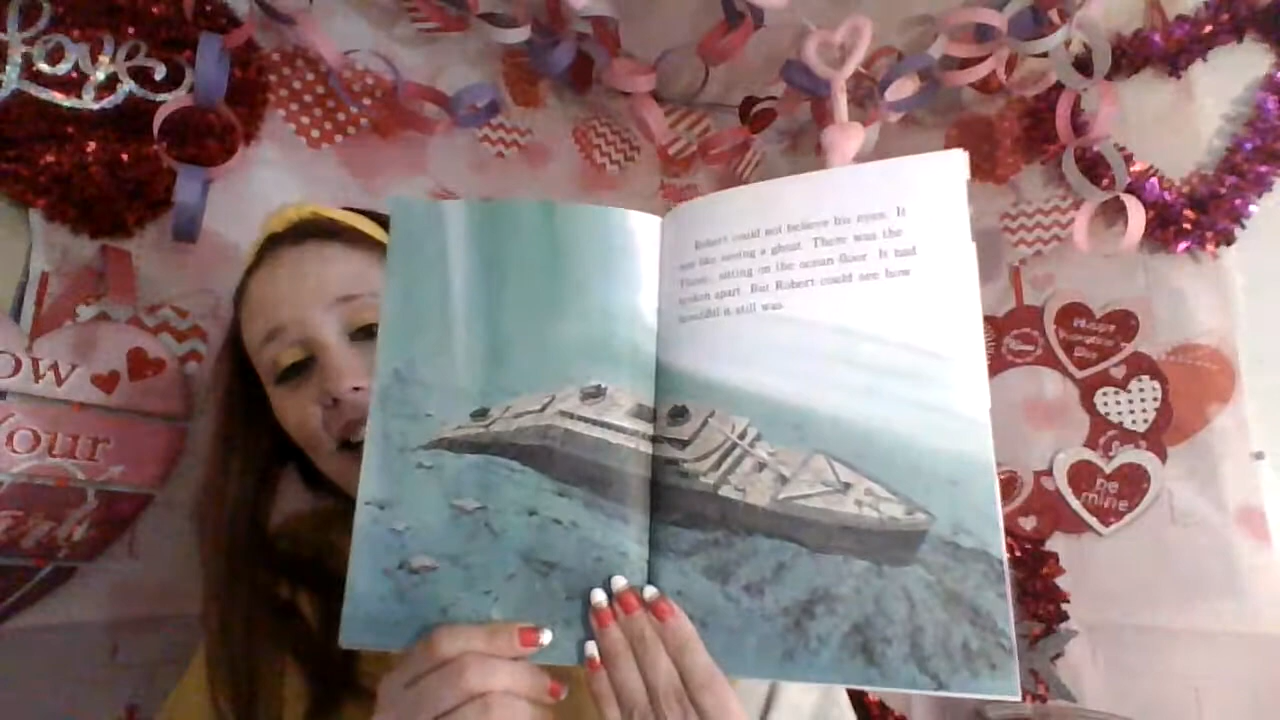 Love
ow
Your
Robert could not believe his eyes. It
was like seeing a ghost. There was the
Titanic, sitting on the ocean floor. It had
broken apart. But Robert could see how
beautiful it still was.
Happy
Valentine's
Day
be
mine